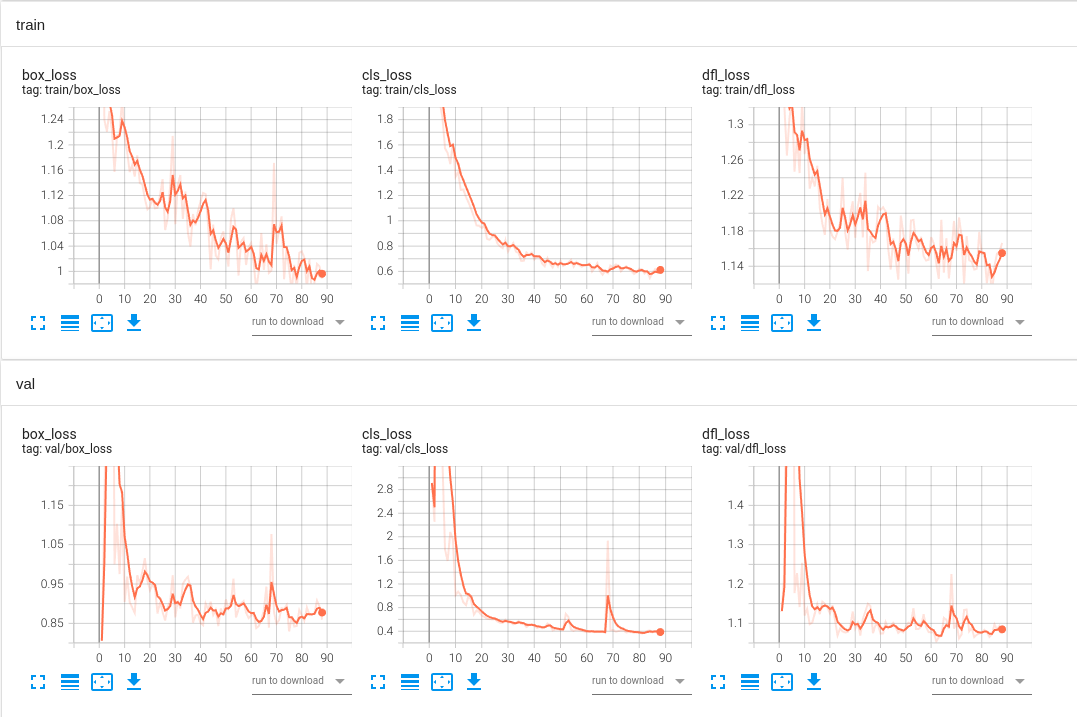 train
box_loss
tag: train/box_loss
1.24
1.2
1.16
1.12
1.08
1.04
1
0 10 20 30 40 50 60 70 80 90
run to download
cls_loss
tag: train/cls_loss
1.8
1.6
1.4
1.2
1
0.8
0.6
0 10 20 30 40 50 60 70 80 90
run to download
dfl_loss
tag: train/dfl_loss
1.3
1.26
1.22
1.18
1.14
0 10 20 30 40 50 60 70 80 90
run to download
val
box_loss
tag: val/box_loss
1.15
1.05
0.95
0.85
0 10 20 30 40 50 60 70 80 90
run to download
cls_loss
tag: val/cls_loss
2.8
2.4
2
1.6
1.2
0.8
0.4
0 10 20 30 40 50 60 70 80 90
run to download
dfl_loss
tag: val/dfl_loss
1.4
1.3
1.2
1.1
0 10 20 30 40 50 60 70 80 90
run to download